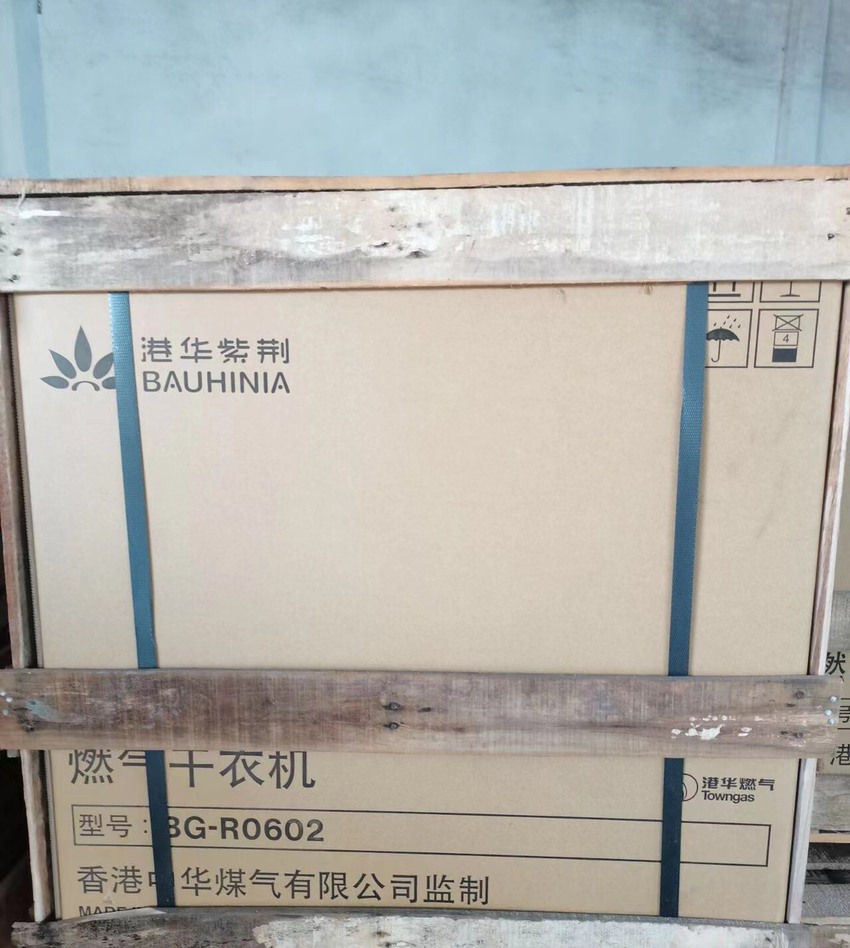 港华紫荆
BAUHINIA
4
燃气干衣机
港华燃气
Towngas
型号：BG-R0602
香港中华煤气有限公司监制
MADE